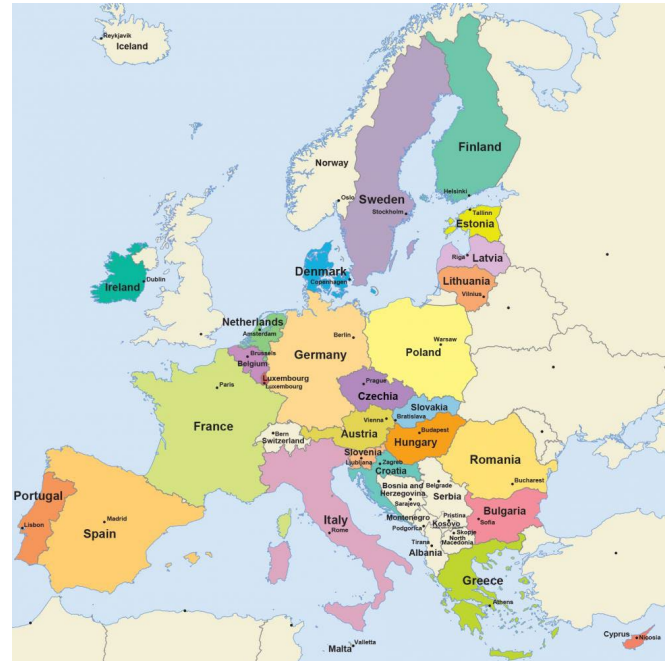 Reykjavik
Iceland
Finland
Norway
Helsinki
Oslo
Sweden
Stockholm
Tallinn
Estonia
Riga
Latvia
Denmark
Copenhagen
Lithuania
Vilnius
Dublin
Ireland
Netherlands
Amsterdam
Berlin
Germany
Warsaw
Poland
Brussels
Belgium
Luxembourg
Luxembourg
Paris
Prague
Czechia
France
Slovakia
Bratislava
Vienna
Austria
Budapest
Hungary
Bern
Switzerland
Slovenia
Ljubljana
Zagreb
Croatia
Romania
Bucharest
Bosnia and
Herzegovina
Sarajevo
Belgrade
Serbia
Portugal
Lisbon
Madrid
Spain
Italy
Rome
Montenegro
Podgorica
Pristina
Kosovo
Bulgaria
Sofia
Skopje
North
Macedonia
Tirana
Albania
Greece
Athens
Valletta
Malta
Cyprus
Nicosia